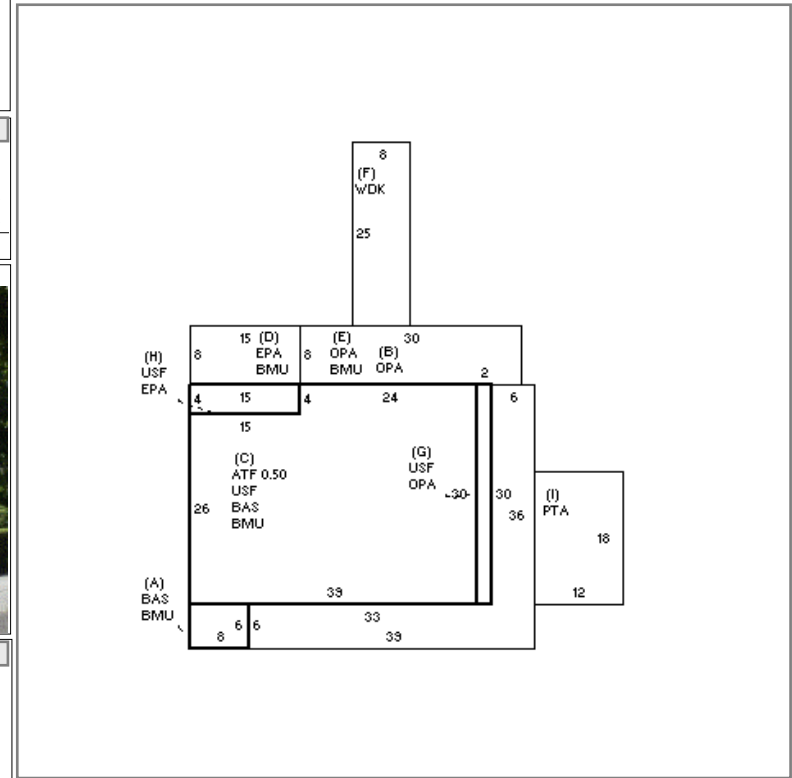 8
(F)
WDK
25
15 (D)
EPA
BMU
8
(E)
OPA
BMU
8
(B)
OPA
30
2
(H)
USF
EPA
4 15 4 24 6
15
(C)
ATF 0.50
USF
BAS
BMU
26
(G)
USF
OPA
30
30
36
(I)
PTA
18
12
39
(A)
BAS
BMU
6 6
8
33
39